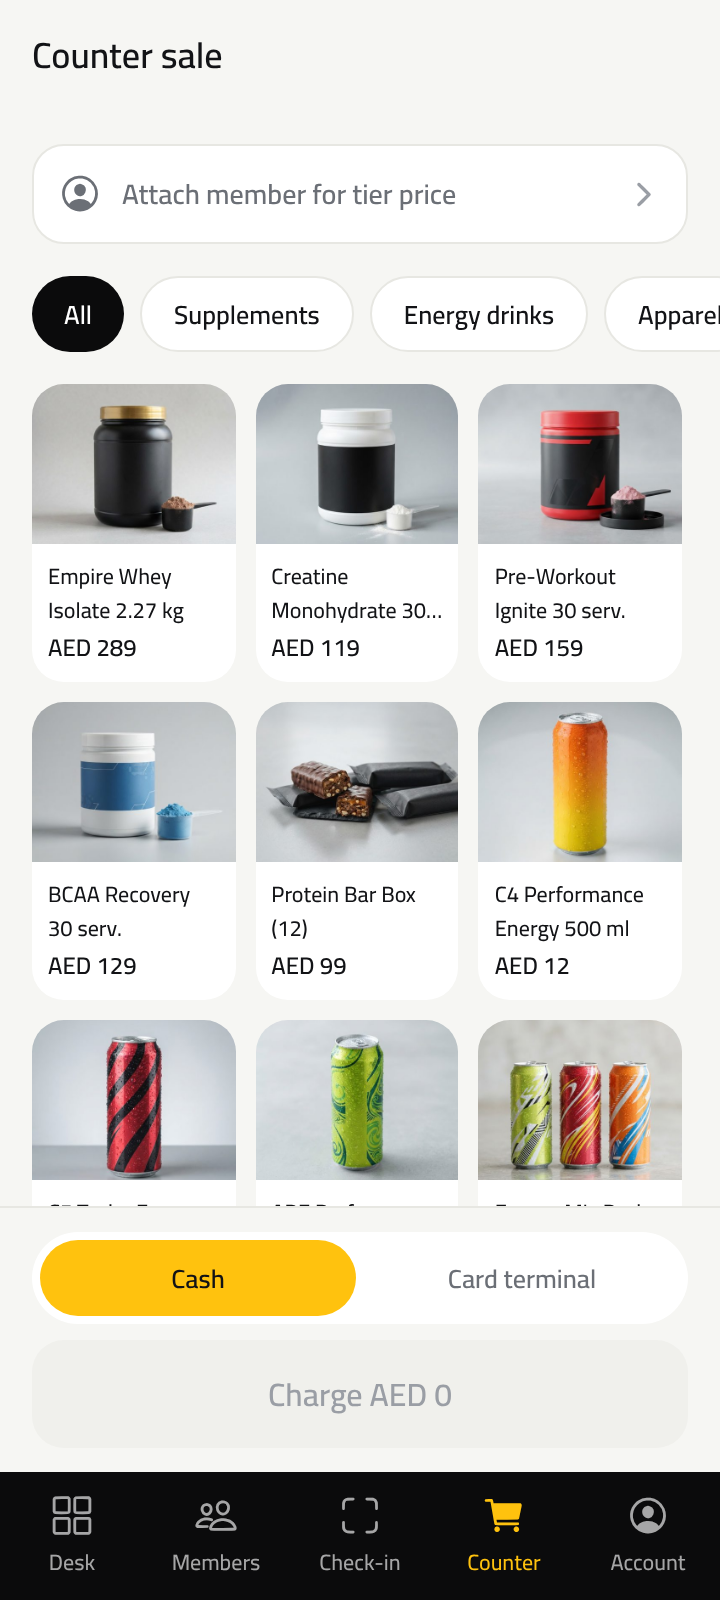 Counter sale
Attach member for tier price
All
Supplements
Energy drinks
Apparel
Empire Whey
Isolate 2.27 kg
AED 289
Creatine
Monohydrate 30...
AED 119
Pre-Workout
Ignite 30 serv.
AED 159
BCAA Recovery
30 serv.
AED 129
Protein Bar Box
(12)
AED 99
C4 Performance
Energy 500 ml
AED 12
Cash
Card terminal
Charge AED 0
Desk
Members
Check-in
Counter
Account